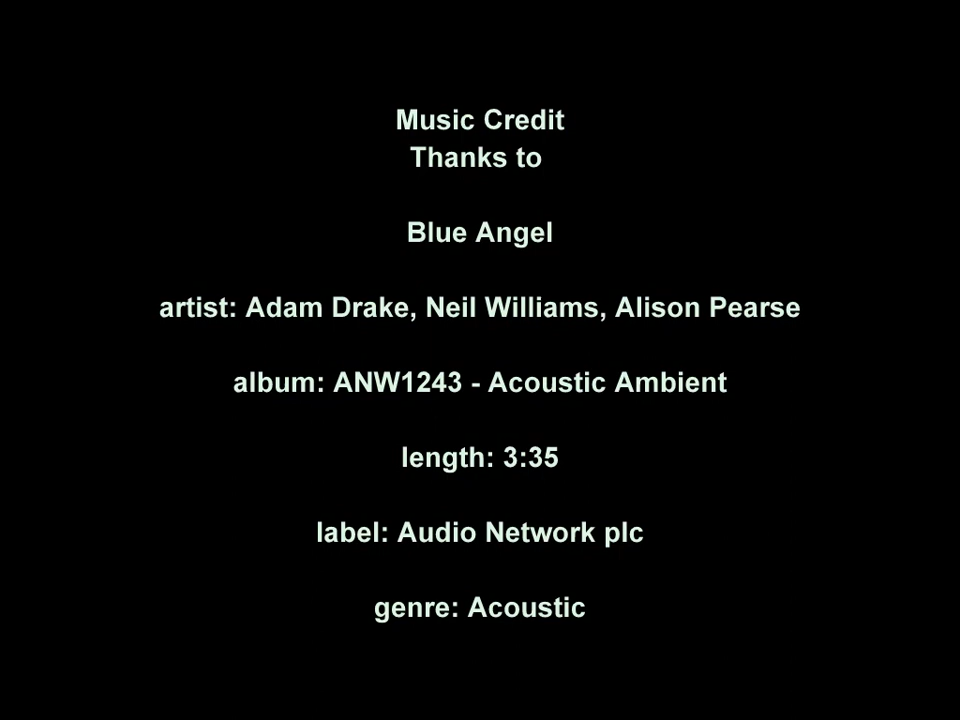 Music Credit
Thanks to
Blue Angel
artist: Adam Drake, Neil Williams, Alison Pearse
album: ANW1243 - Acoustic Ambient
length: 3:35
label: Audio Network plc
genre: Acoustic